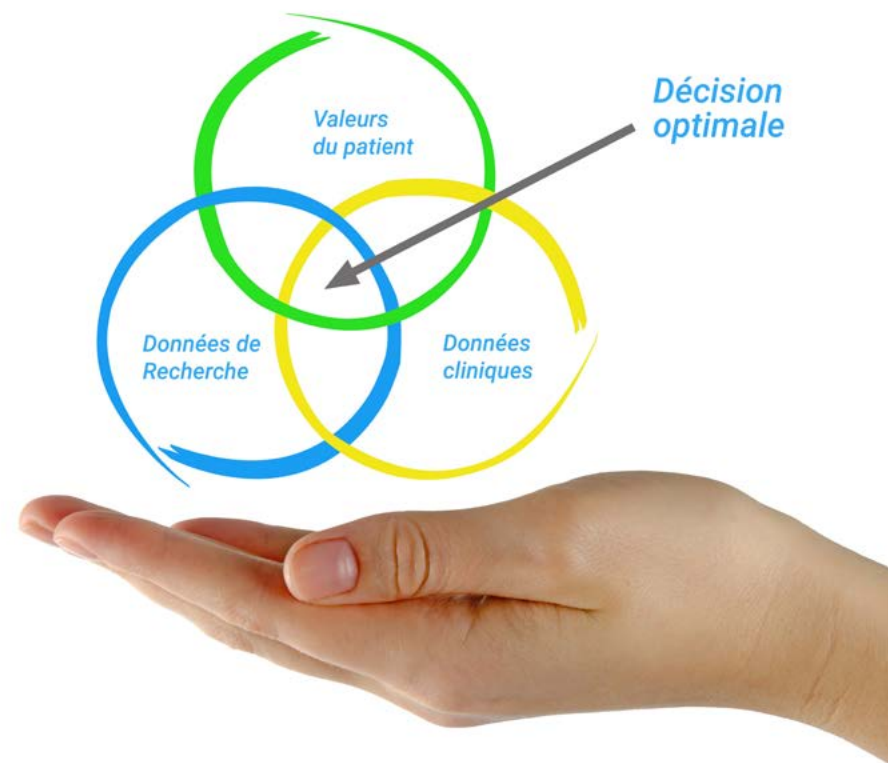 Valeurs
du patient
Décision
optimale
Données de
Recherche
Données
cliniques